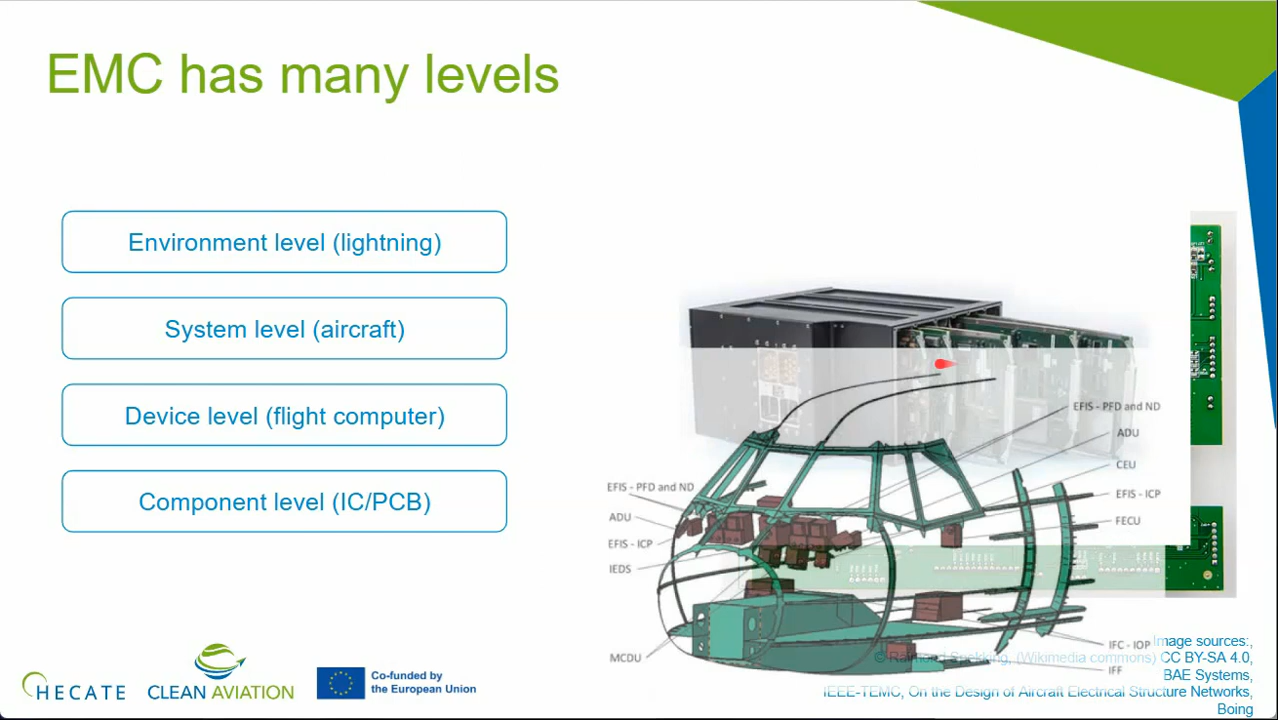 EMC has many levels
Environment level (lightning)
System level (aircraft)
Device level (flight computer)
Component level (IC/PCB)
EFIS - PFD and ND
ADU
CEU
EFIS - ICP
FECU
EFIS - PFD and ND
ADU
EFIS - ICP
IEDS
MCDU
IFC - IOP
IFF
Image sources:,
(Wikimedia commons) CC BY-SA 4.0,
BAE Systems,
IEEE-TEMC, On the Design of Aircraft Electrical Structure Networks,
Boing
HECATE
CLEAN AVIATION
Co-funded by
the European Union